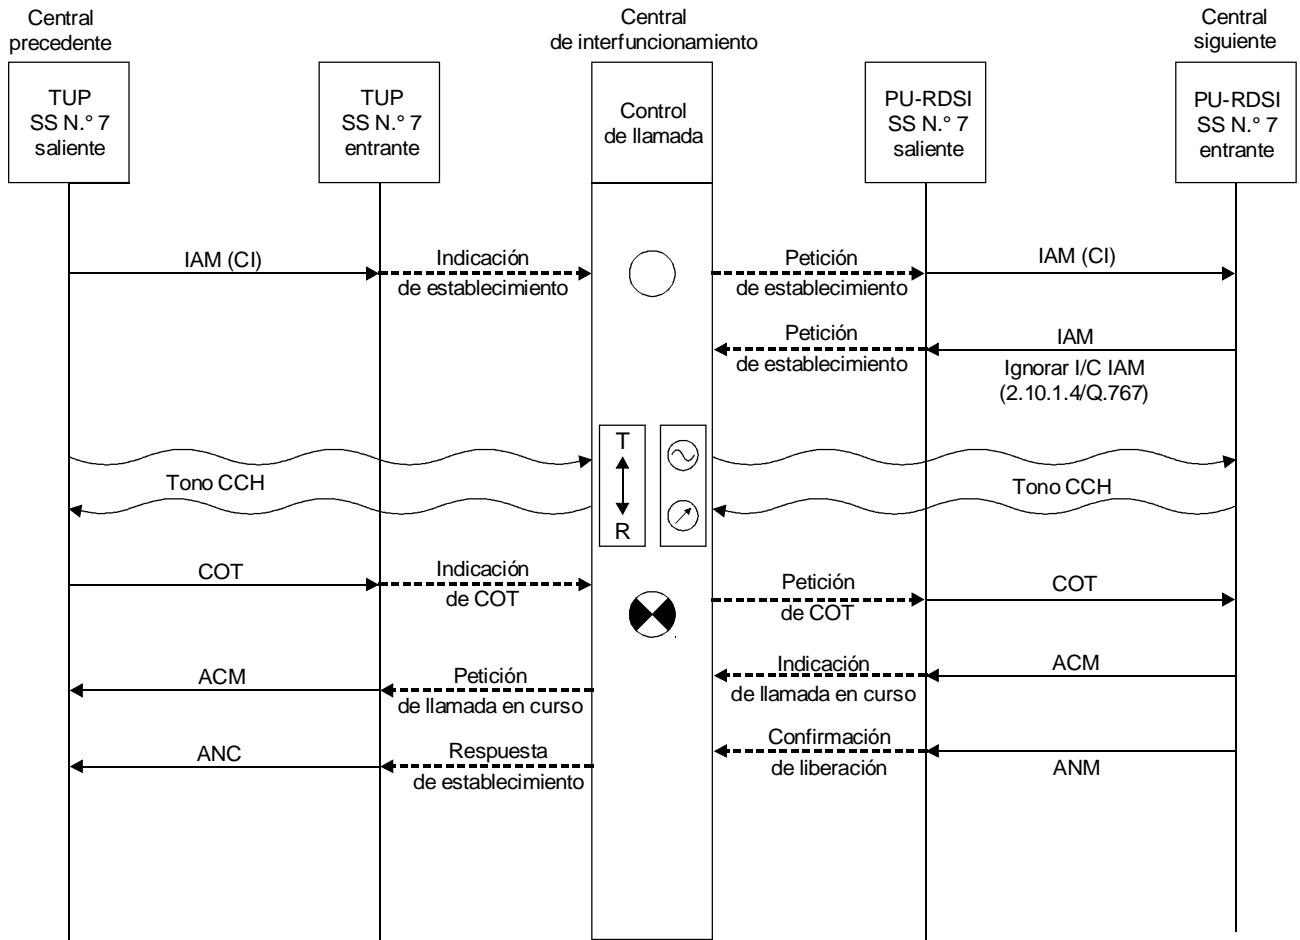 Central
precedente
Central
de interfuncionamiento
Central
siguiente
TUP
SS N.° 7
saliente
TUP
SS N.° 7
entrante
Control
de llamada
PU-RDSI
SS N.° 7
saliente
PU-RDSI
SS N.° 7
entrante
IAM (CI)
Indicación
de establecimiento
Petición
de establecimiento
IAM (CI)
Petición
de establecimiento
IAM
Ignorar I/C IAM
(2.10.1.4/Q.767)
Tono CCH
T
R
Tono CCH
COT
Indicación
de COT
Petición
de COT
COT
ACM
Petición
de llamada en curso
Indicación
de llamada en curso
ACM
ANC
Respuesta
de establecimiento
Confirmación
de liberación
ANM